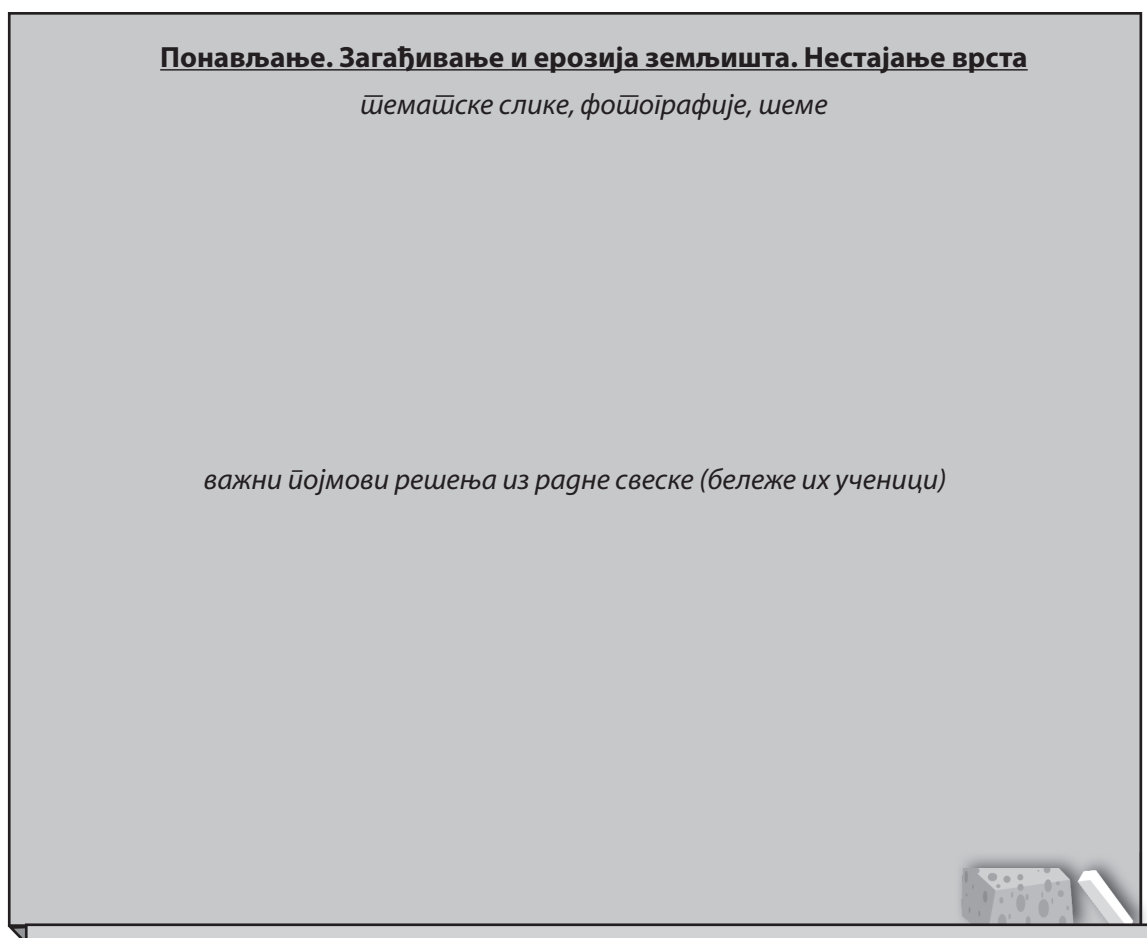 Понављање. Загађивање и ерозија земљишта. Нестајање врста
тематске слике, фотографије, шеме
важни појмови решења из радне свеске (бележе их ученици)